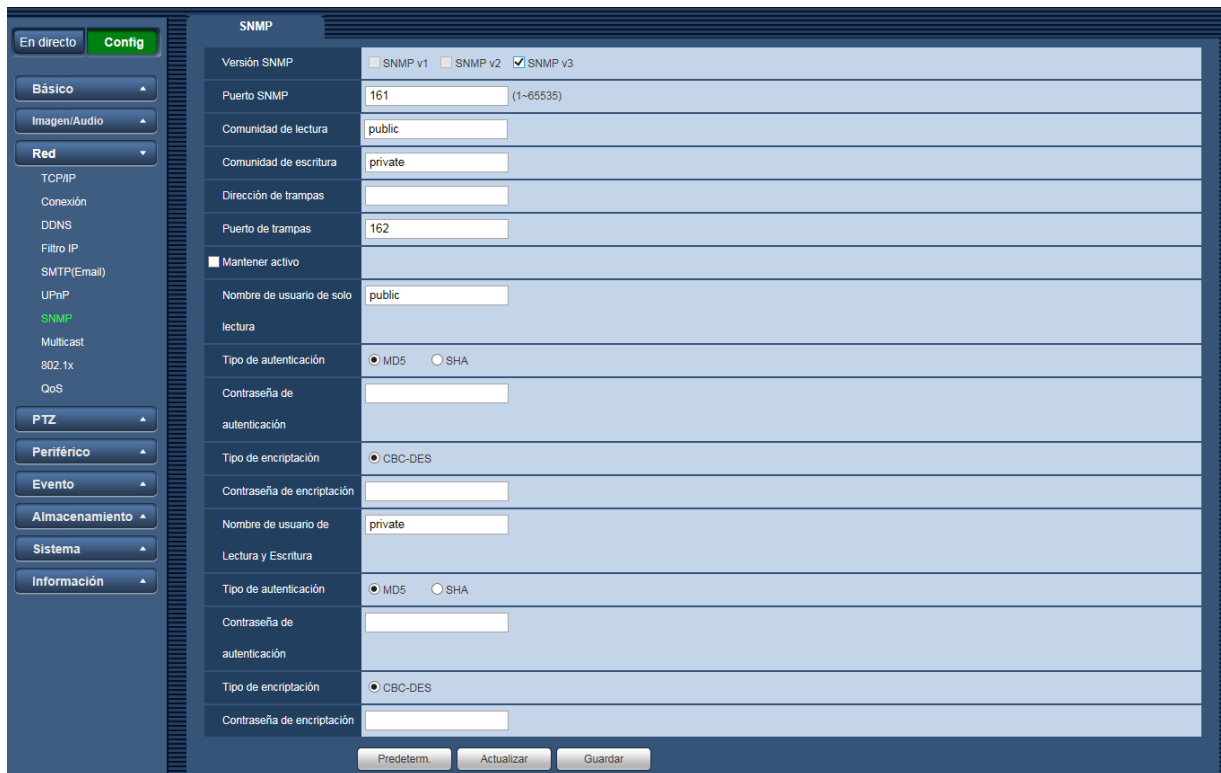 En directo
Config
Básico
Imagen/Audio
Red
TCP/IP
Conexión
DDNS
Filtro IP
SMTP(Email)
UPnP
SNMP
Multicast
802.1x
QoS
PTZ
Periférico
Evento
Almacenamiento
Sistema
Información
SNMP
Versión SNMP SNMP v1 SNMP v2 SNMP v3
Puerto SNMP 161 (1~65535)
Comunidad de lectura public
Comunidad de escritura private
Dirección de trampas
Puerto de trampas 162
Mantener activo
Nombre de usuario de solo public
lectura
Tipo de autenticación MD5 SHA
Contraseña de
autenticación
Tipo de encriptación CBC-DES
Contraseña de encriptación
Nombre de usuario de private
Lectura y Escritura
Tipo de autenticación MD5 SHA
Contraseña de
autenticación
Tipo de encriptación CBC-DES
Contraseña de encriptación
Predeterm. Actualizar Guardar